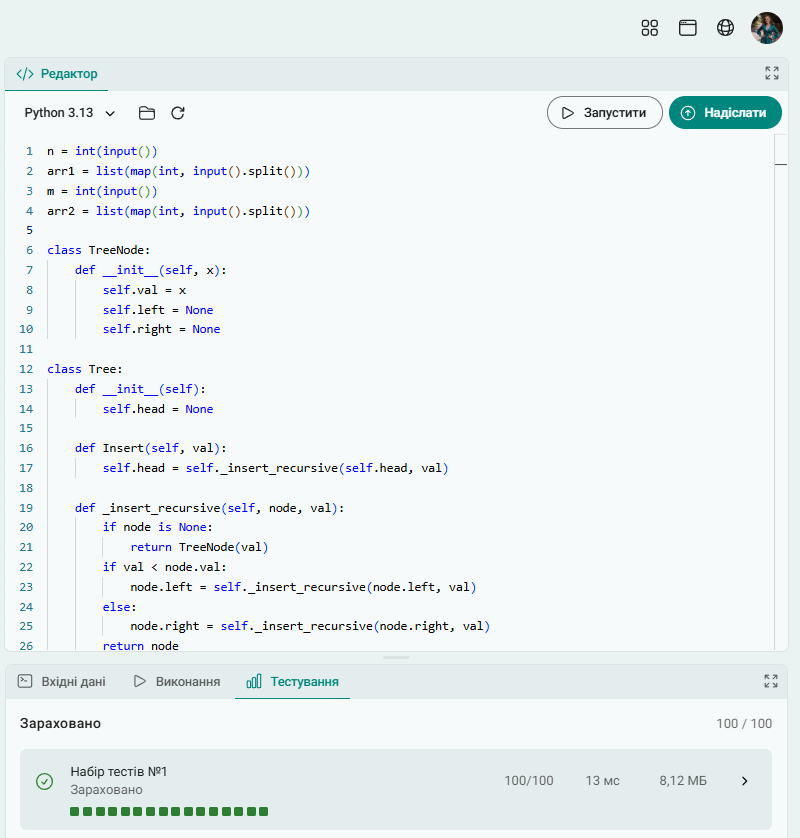 </> Редактор
Python 3.13
Запустити
Надіслати
1 n = int(input())
2 arr1 = list(map(int, input().split()))
3 m = int(input())
4 arr2 = list(map(int, input().split()))
5
6 class TreeNode:
7     def __init__(self, x):
8         self.val = x
9         self.left = None
10         self.right = None
11
12 class Tree:
13     def __init__(self):
14         self.head = None
15
16     def Insert(self, val):
17         self.head = self._insert_recursive(self.head, val)
18
19     def _insert_recursive(self, node, val):
20         if node is None:
21             return TreeNode(val)
22         if val < node.val:
23             node.left = self._insert_recursive(node.left, val)
24         else:
25             node.right = self._insert_recursive(node.right, val)
26         return node
Вхідні дані Виконання Тестування
Зараховано 100 / 100
Набір тестів №1
Зараховано
100/100 13 мс 8,12 МБ